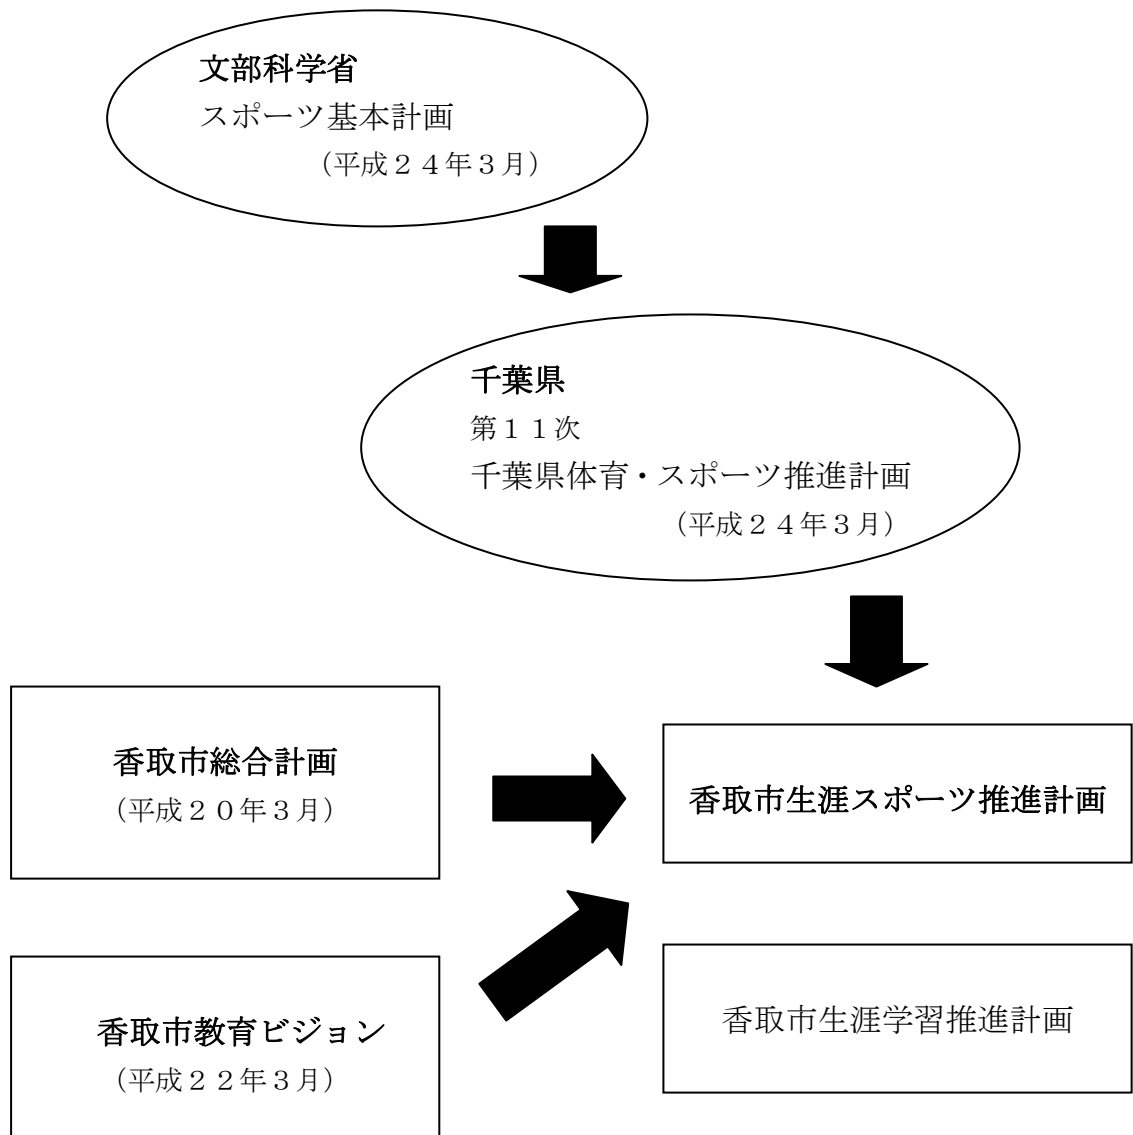 文部科学省
スポーツ基本計画
（平成２４年３月）
千葉県
第１１次
千葉県体育・スポーツ推進計画
（平成２４年３月）
香取市総合計画
（平成２０年３月）
香取市生涯スポーツ推進計画
香取市教育ビジョン
（平成２２年３月）
香取市生涯学習推進計画